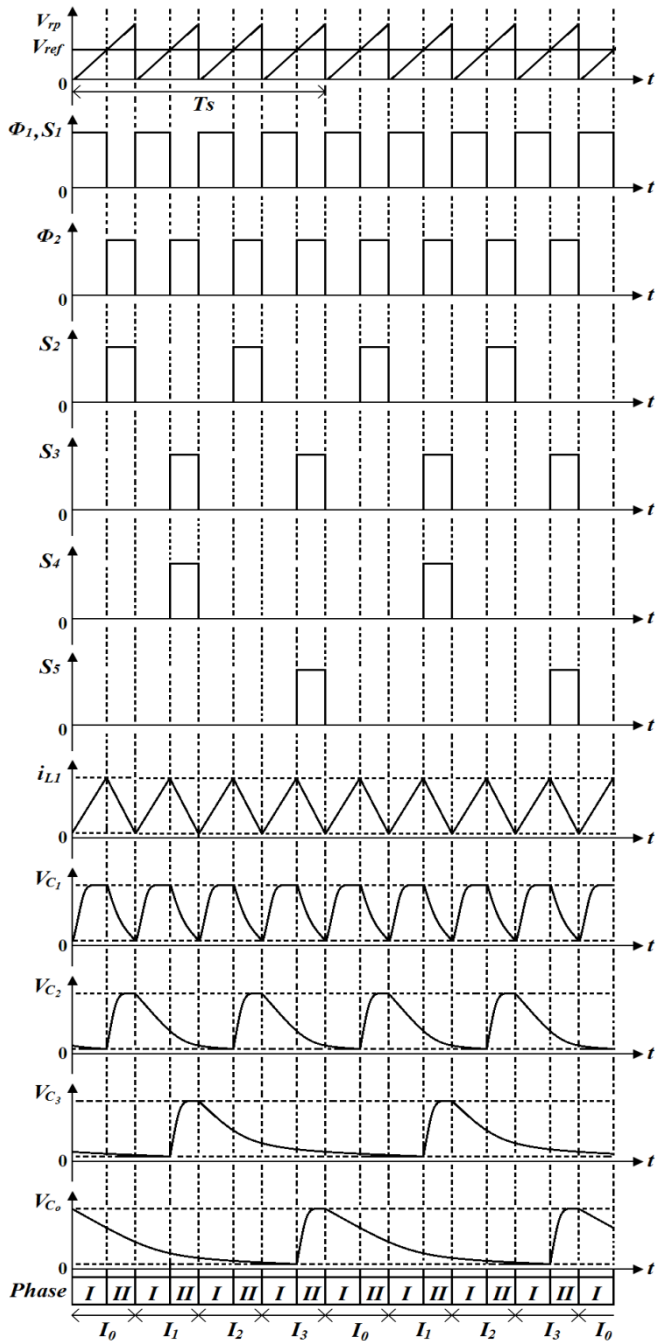 Vrp
Vref
0
t
Ts
Φ1,S1
0
t
Φ2
0
t
S2
0
t
S3
0
t
S4
0
t
S5
0
t
iL1
0
t
VC1
0
t
VC2
0
t
VC3
0
t
VCo
0
t
Phase I II I II I II I II I II I II I II I II I
I0 I1 I2 I3 I0 I1 I2 I3 I0